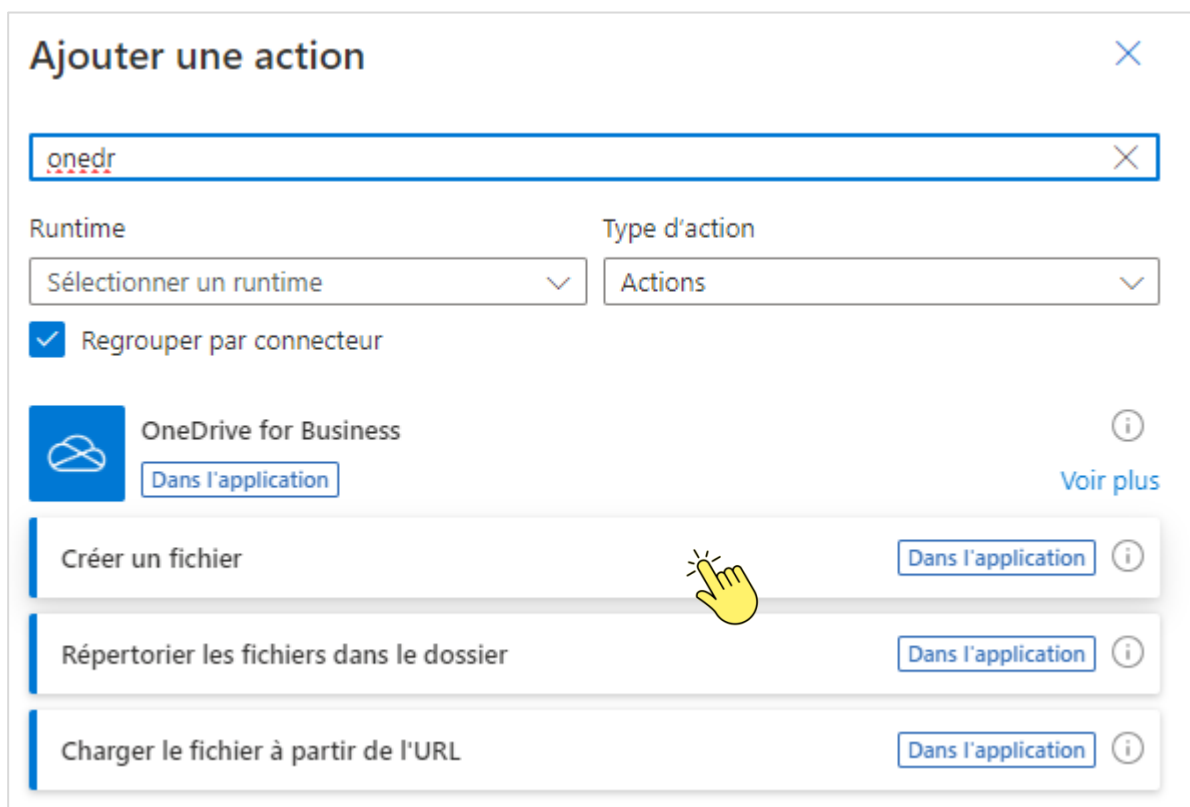 Ajouter une action
onedr
Runtime
Type d'action
Sélectionner un runtime
Actions
Regrouper par connecteur
OneDrive for Business
Dans l'application
Voir plus
Créer un fichier
Dans l'application
Répertorier les fichiers dans le dossier
Dans l'application
Charger le fichier à partir de l'URL
Dans l'application